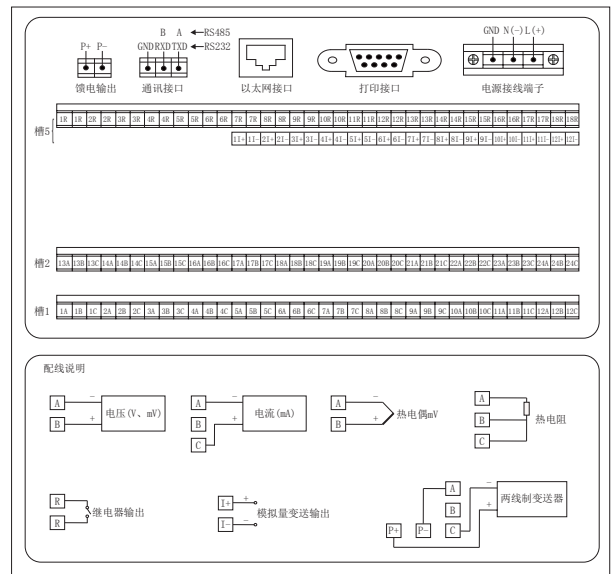 B A ←RS485
P+ P- GND RXD TXD ←RS232 GND N(-) L(+)
馈电输出 通讯接口 以太网接口 打印接口 电源接线端子
槽5 1R 1R 2R 2R 3R 3R 4R 4R 5R 5R 6R 6R 7R 7R 8R 8R 9R 9R 10R 10R 11R 11R 12R 12R 13R 13R 14R 14R 15R 15R 16R 16R 17R 17R 18R 18R
1I+ 1I- 2I+ 2I- 3I+ 3I- 4I+ 4I- 5I+ 5I- 6I+ 6I- 7I+ 7I- 8I+ 8I- 9I+ 9I- 10I+ 10I- 11I+ 11I- 12I+ 12I-
槽2 13A 13B 13C 14A 14B 14C 15A 15B 15C 16A 16B 16C 17A 17B 17C 18A 18B 18C 19A 19B 19C 20A 20B 20C 21A 21B 21C 22A 22B 22C 23A 23B 23C 24A 24B 24C
槽1 1A 1B 1C 2A 2B 2C 3A 3B 3C 4A 4B 4C 5A 5B 5C 6A 6B 6C 7A 7B 7C 8A 8B 8C 9A 9B 9C 10A 10B 10C 11A 11B 11C 12A 12B 12C
配线说明
A - B + 电压(V、mV)
A - B + C 电流(mA)
A - B + 热电偶mV
A B C 热电阻
R R 继电器输出
I+ + I- - 模拟量变送输出
P+ P- A B C - + 两线制变送器